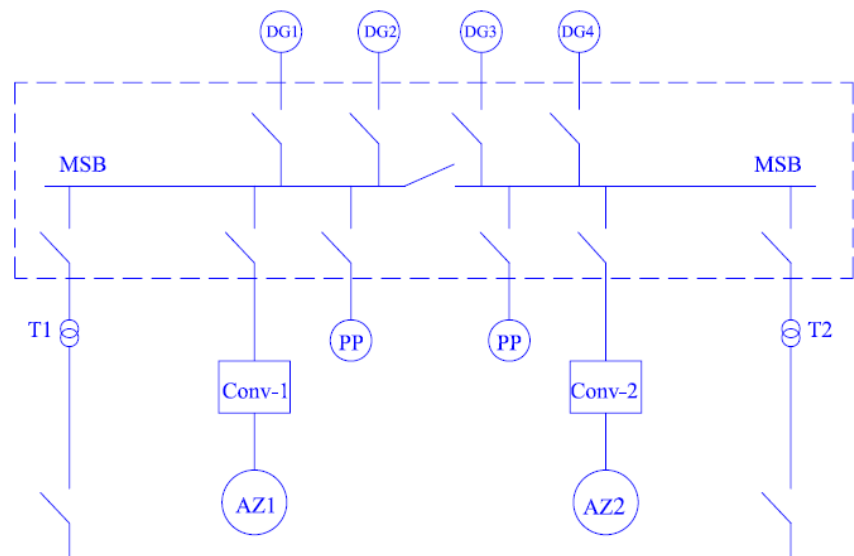 DG1
DG2
DG3
DG4
MSB
MSB
T1
PP
PP
T2
Conv-1
Conv-2
AZ1
AZ2